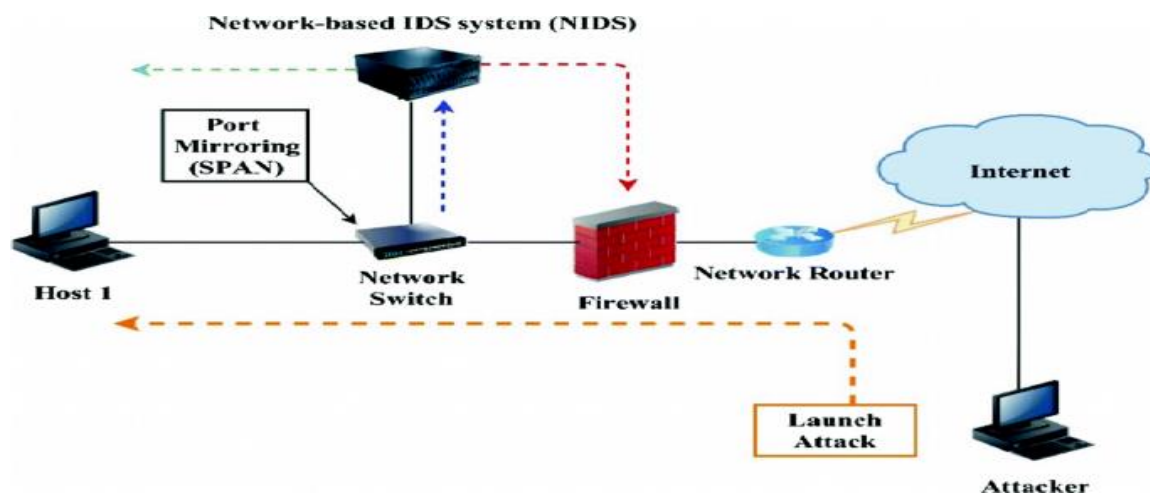 Network-based IDS system (NIDS)
Port
Mirroring
(SPAN)
Internet
Host 1
Network
Switch
Firewall
Network Router
Launch
Attack
Attacker